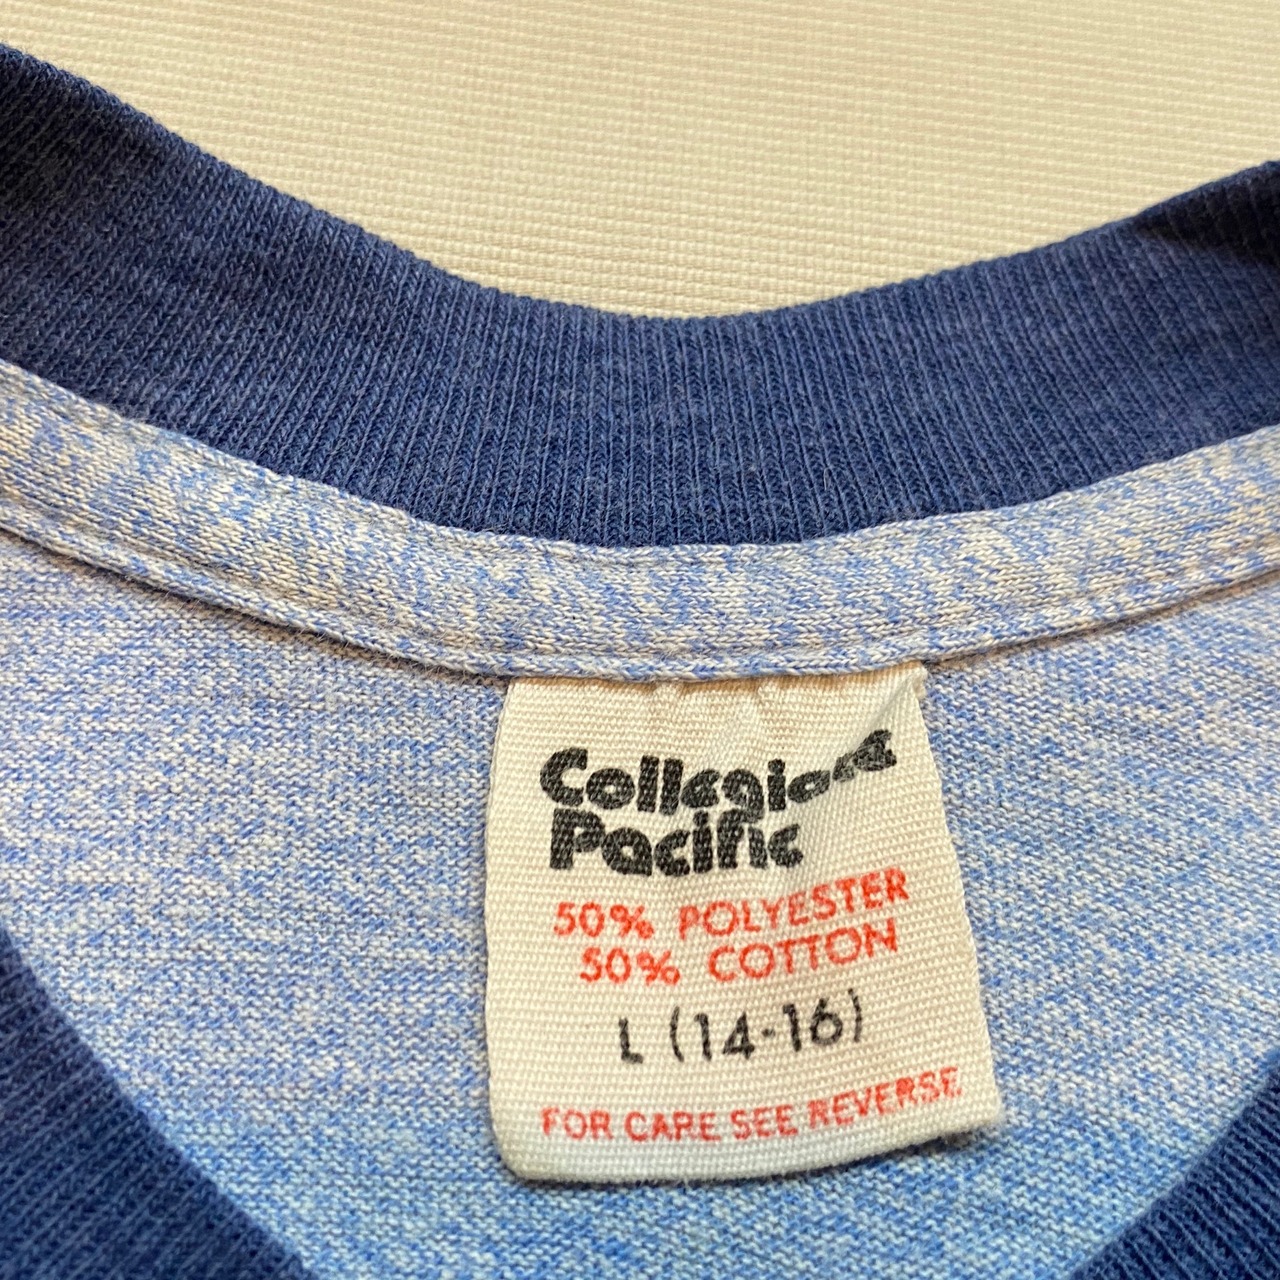 Collegiate
Pacific
50% POLYESTER
50% COTTON
L (14-16)
FOR CARE SEE REVERSE